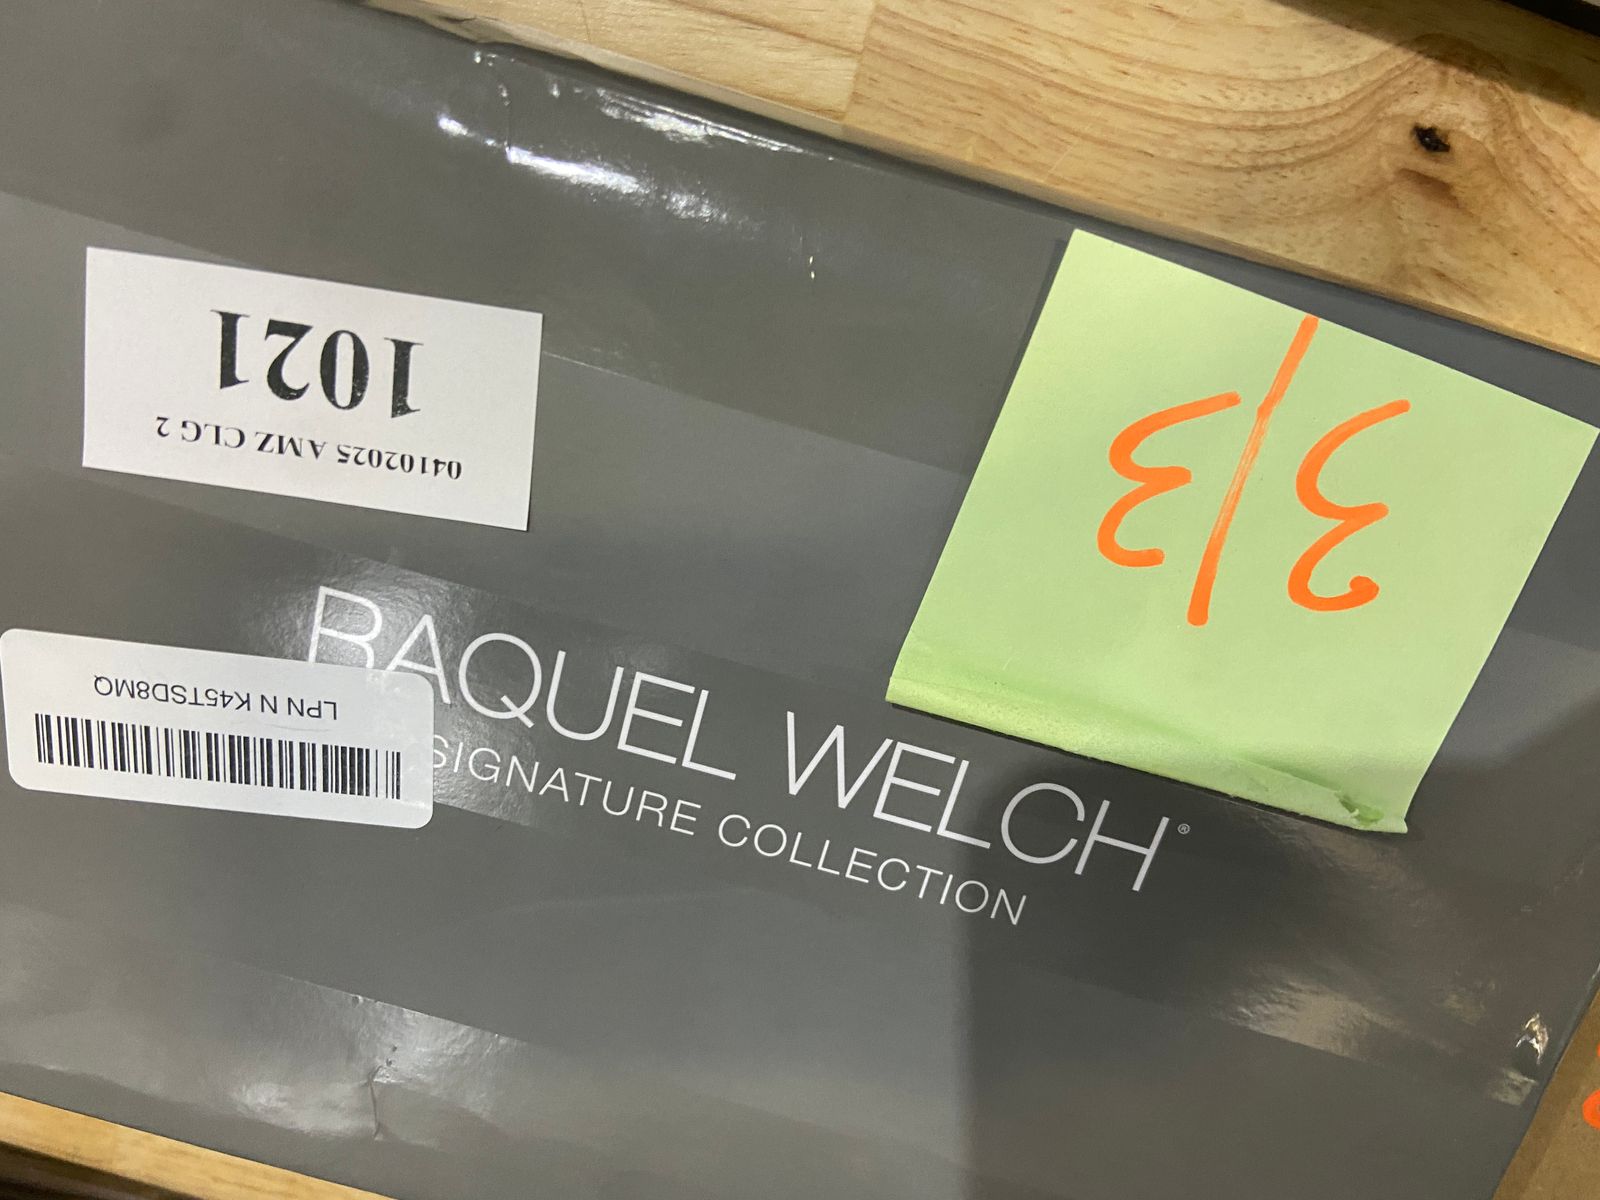 04102025 AMZ CLG 2
1021
3/3
RAQUEL WELCH®
SIGNATURE COLLECTION
LPN N K45TSD8MQ